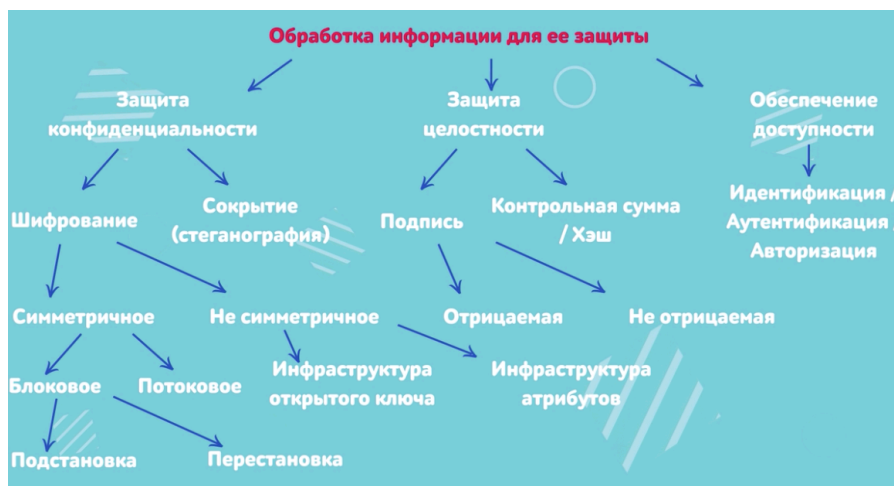 Обработка информации для ее защиты
Защита
конфиденциальности
Защита
целостности
Обеспечение
доступности
Шифрование
Сокрытие
(стеганография)
Подпись
Контрольная сумма
/ Хэш
Идентификация /
Аутентификация /
Авторизация
Симметричное
Не симметричное
Отрицаемая
Не отрицаемая
Блоковое
Потоковое
Инфраструктура
открытого ключа
Инфраструктура
атрибутов
Подстановка
Перестановка